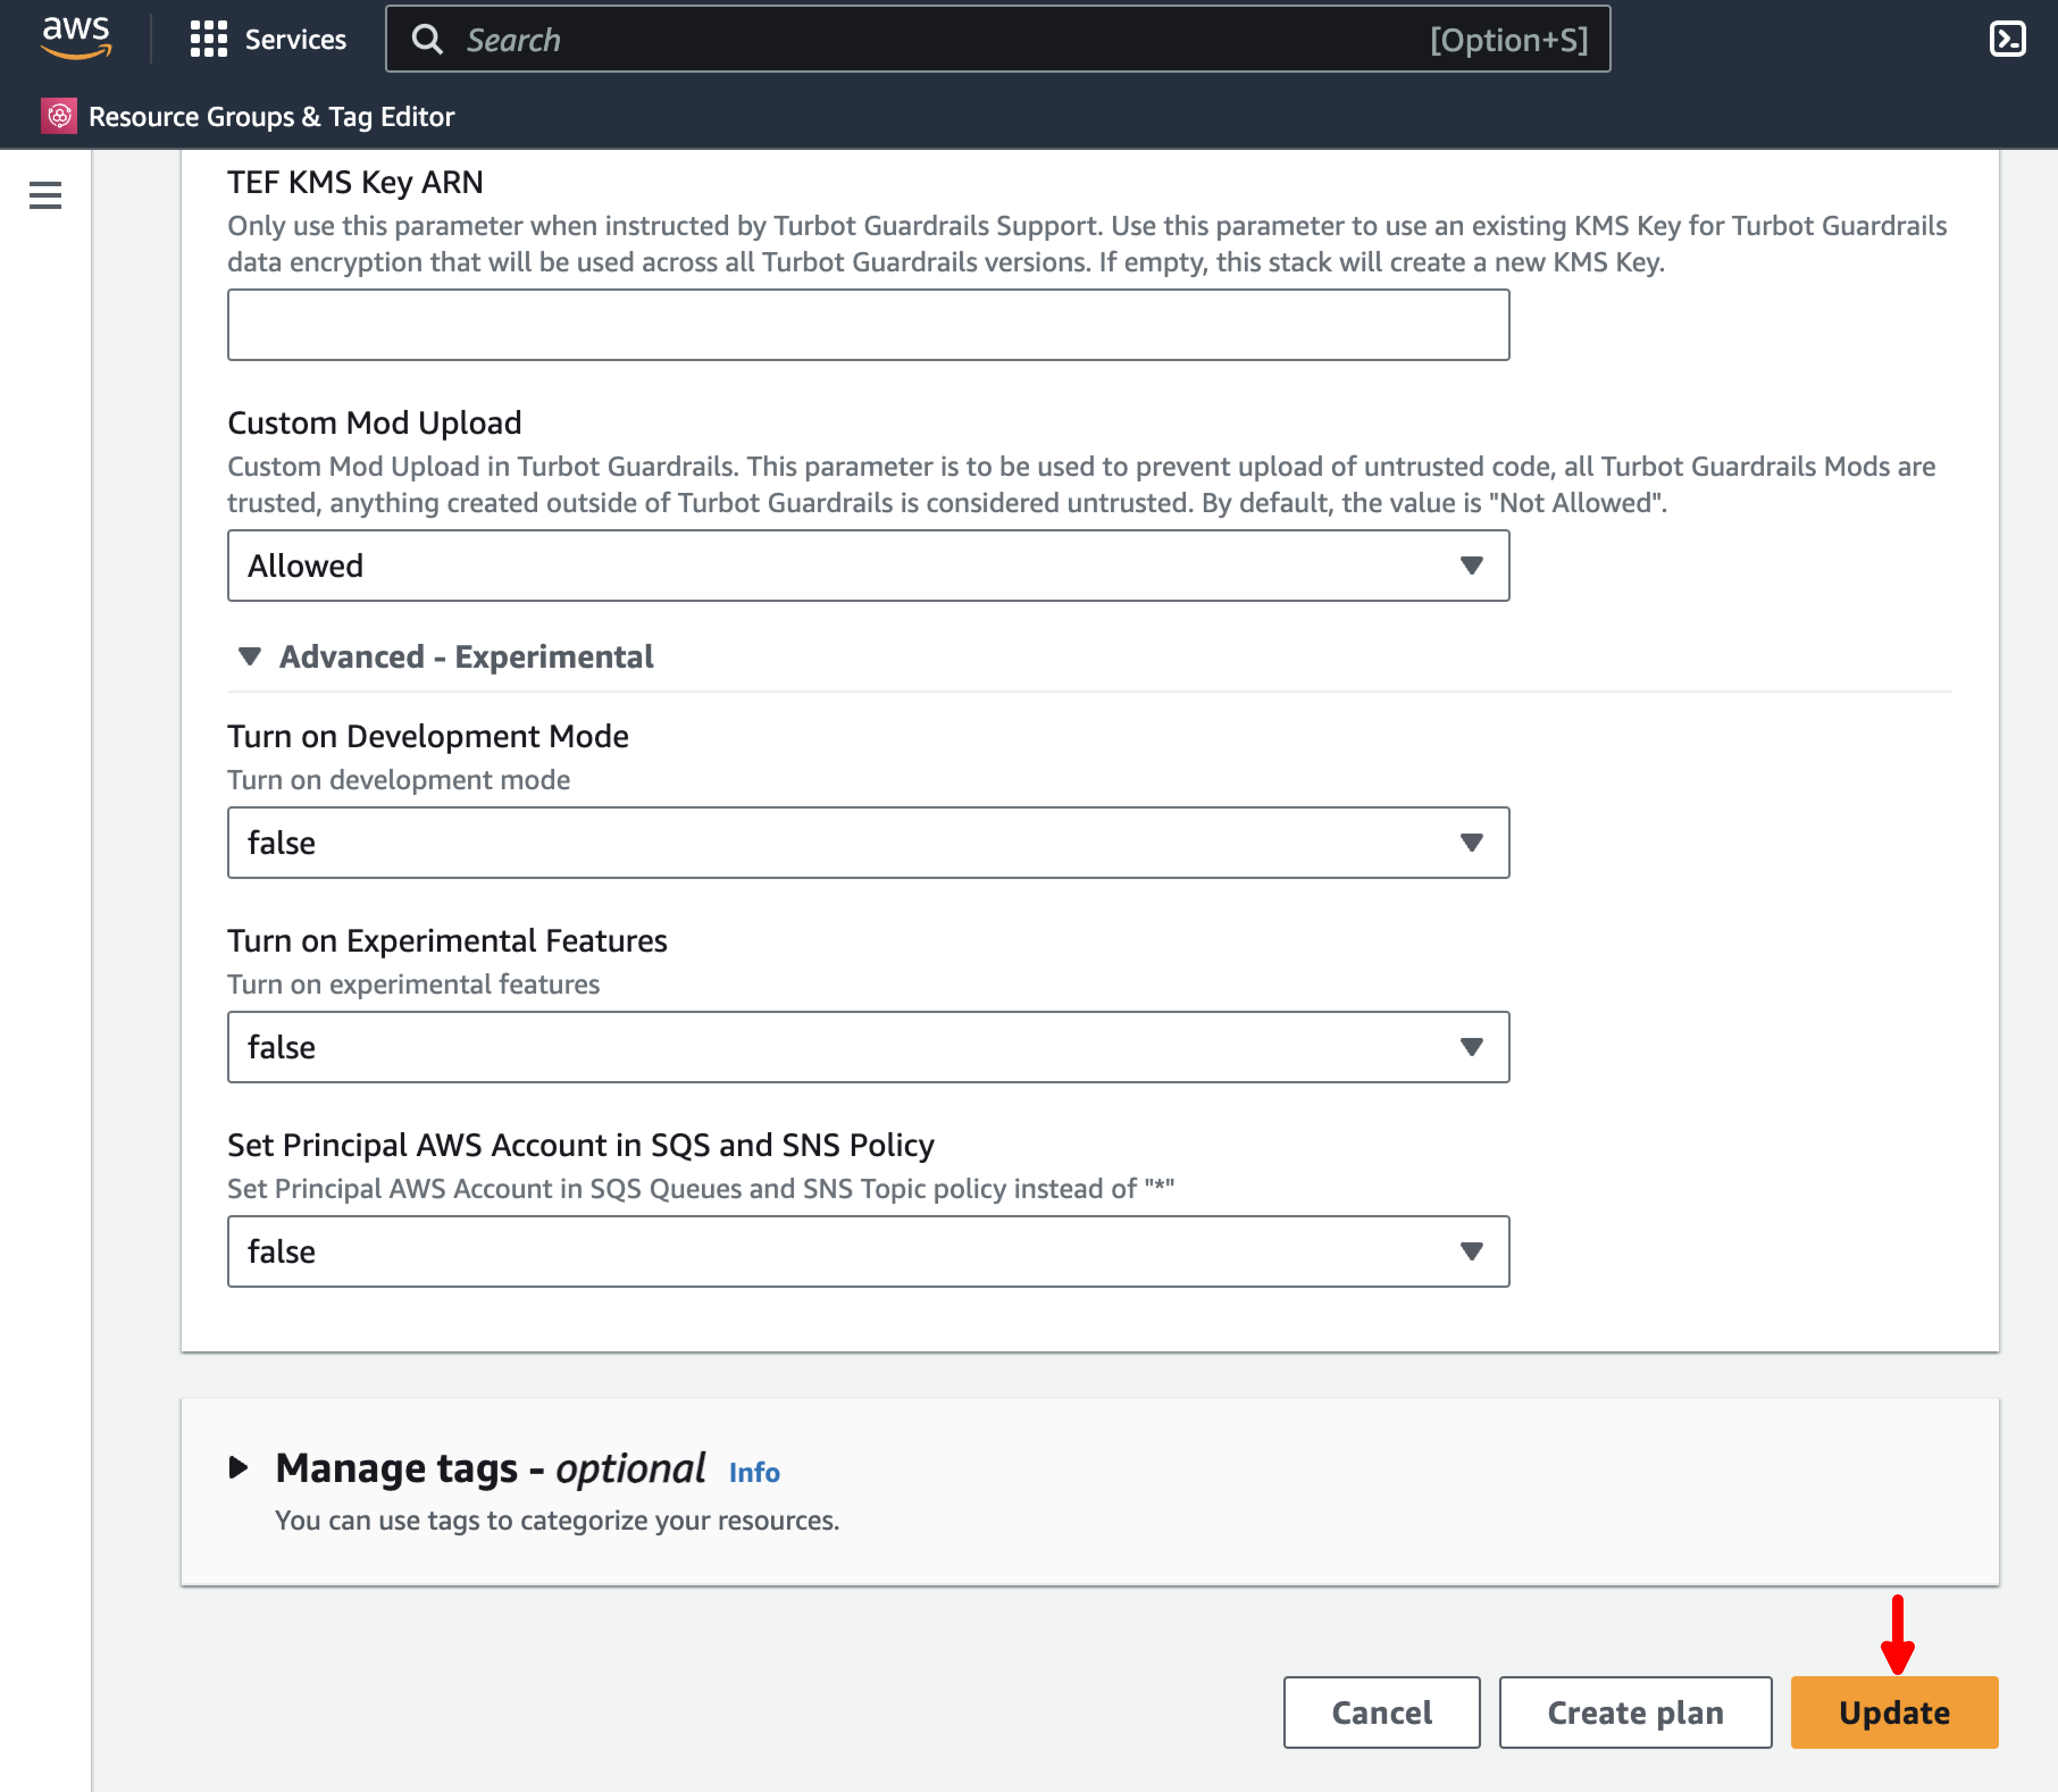 aws
Services
Search
[Option+S]
Resource Groups & Tag Editor
TEF KMS Key ARN
Only use this parameter when instructed by Turbot Guardrails Support. Use this parameter to use an existing KMS Key for Turbot Guardrails
data encryption that will be used across all Turbot Guardrails versions. If empty, this stack will create a new KMS Key.
Custom Mod Upload
Custom Mod Upload in Turbot Guardrails. This parameter is to be used to prevent upload of untrusted code, all Turbot Guardrails Mods are
trusted, anything created outside of Turbot Guardrails is considered untrusted. By default, the value is "Not Allowed".
Allowed
Advanced - Experimental
Turn on Development Mode
Turn on development mode
false
Turn on Experimental Features
Turn on experimental features
false
Set Principal AWS Account in SQS and SNS Policy
Set Principal AWS Account in SQS Queues and SNS Topic policy instead of "*"
false
Manage tags - optional Info
You can use tags to categorize your resources.
Cancel
Create plan
Update